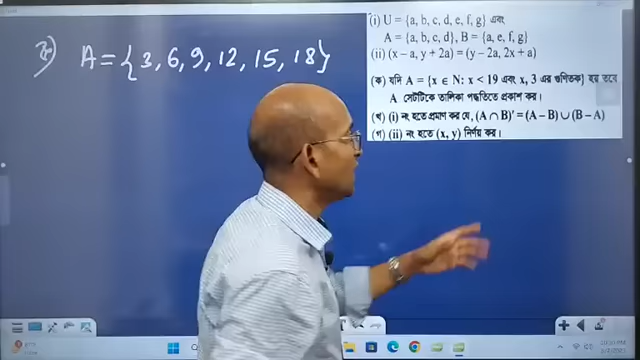 (i) U = {a, b, c, d, e, f, g} এবং
A = {a, b, c, d}, B = {a, e, f, g}
(ii) (x – a, y + 2a) = (y – 2a, 2x + a)
(ক) যদি A = {x ∈ N: x < 19 এবং x, 3 এর গুণিতক} হয় তবে
A সেটটিকে তালিকা পদ্ধতিতে প্রকাশ কর।
(খ) (i) নং হতে প্রমাণ কর যে, (A ∩ B)′ = (A – B) ∪ (B – A)
(গ) (ii) নং হতে (x, y) নির্ণয় কর।
ক) A = {3, 6, 9, 12, 15, 18}